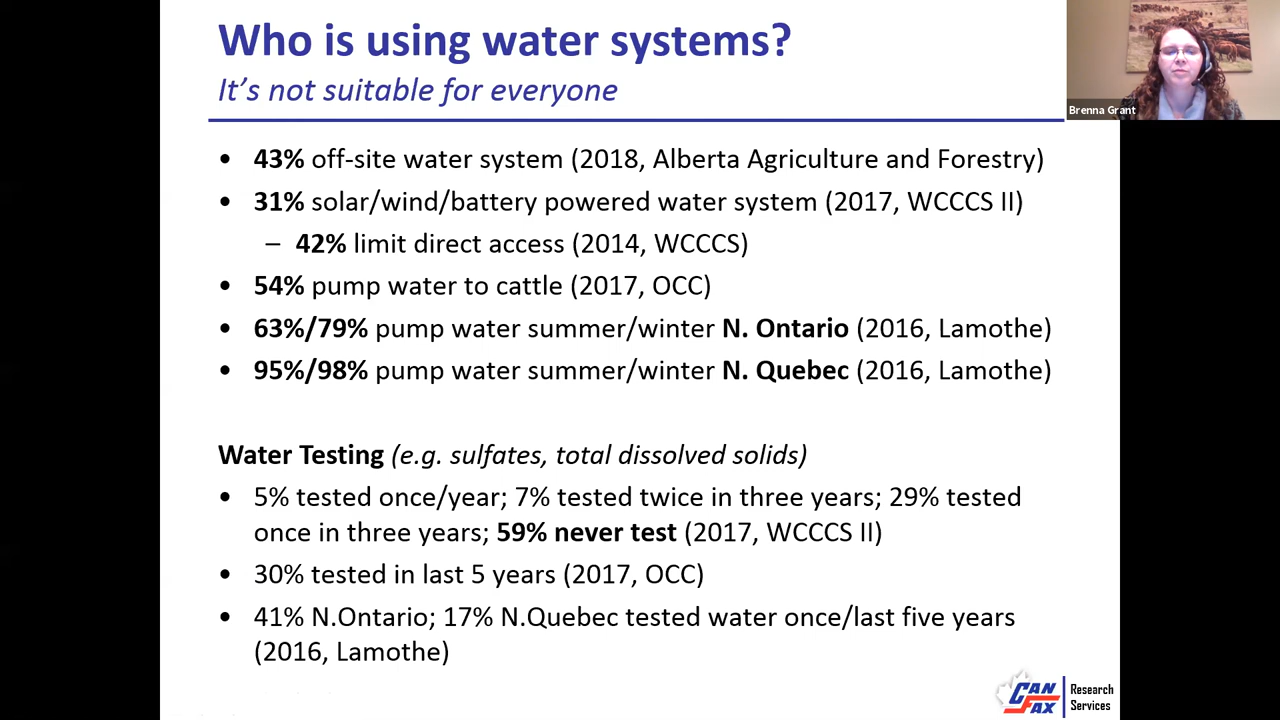 Who is using water systems?
It's not suitable for everyone
Brenna Grant
• 43% off-site water system (2018, Alberta Agriculture and Forestry)
• 31% solar/wind/battery powered water system (2017, WCCCS II)
– 42% limit direct access (2014, WCCCS)
• 54% pump water to cattle (2017, OCC)
• 63%/79% pump water summer/winter N. Ontario (2016, Lamothe)
• 95%/98% pump water summer/winter N. Quebec (2016, Lamothe)
Water Testing (e.g. sulfates, total dissolved solids)
• 5% tested once/year; 7% tested twice in three years; 29% tested
once in three years; 59% never test (2017, WCCCS II)
• 30% tested in last 5 years (2017, OCC)
• 41% N.Ontario; 17% N.Quebec tested water once/last five years
(2016, Lamothe)
CAN
FAX
Research
Services